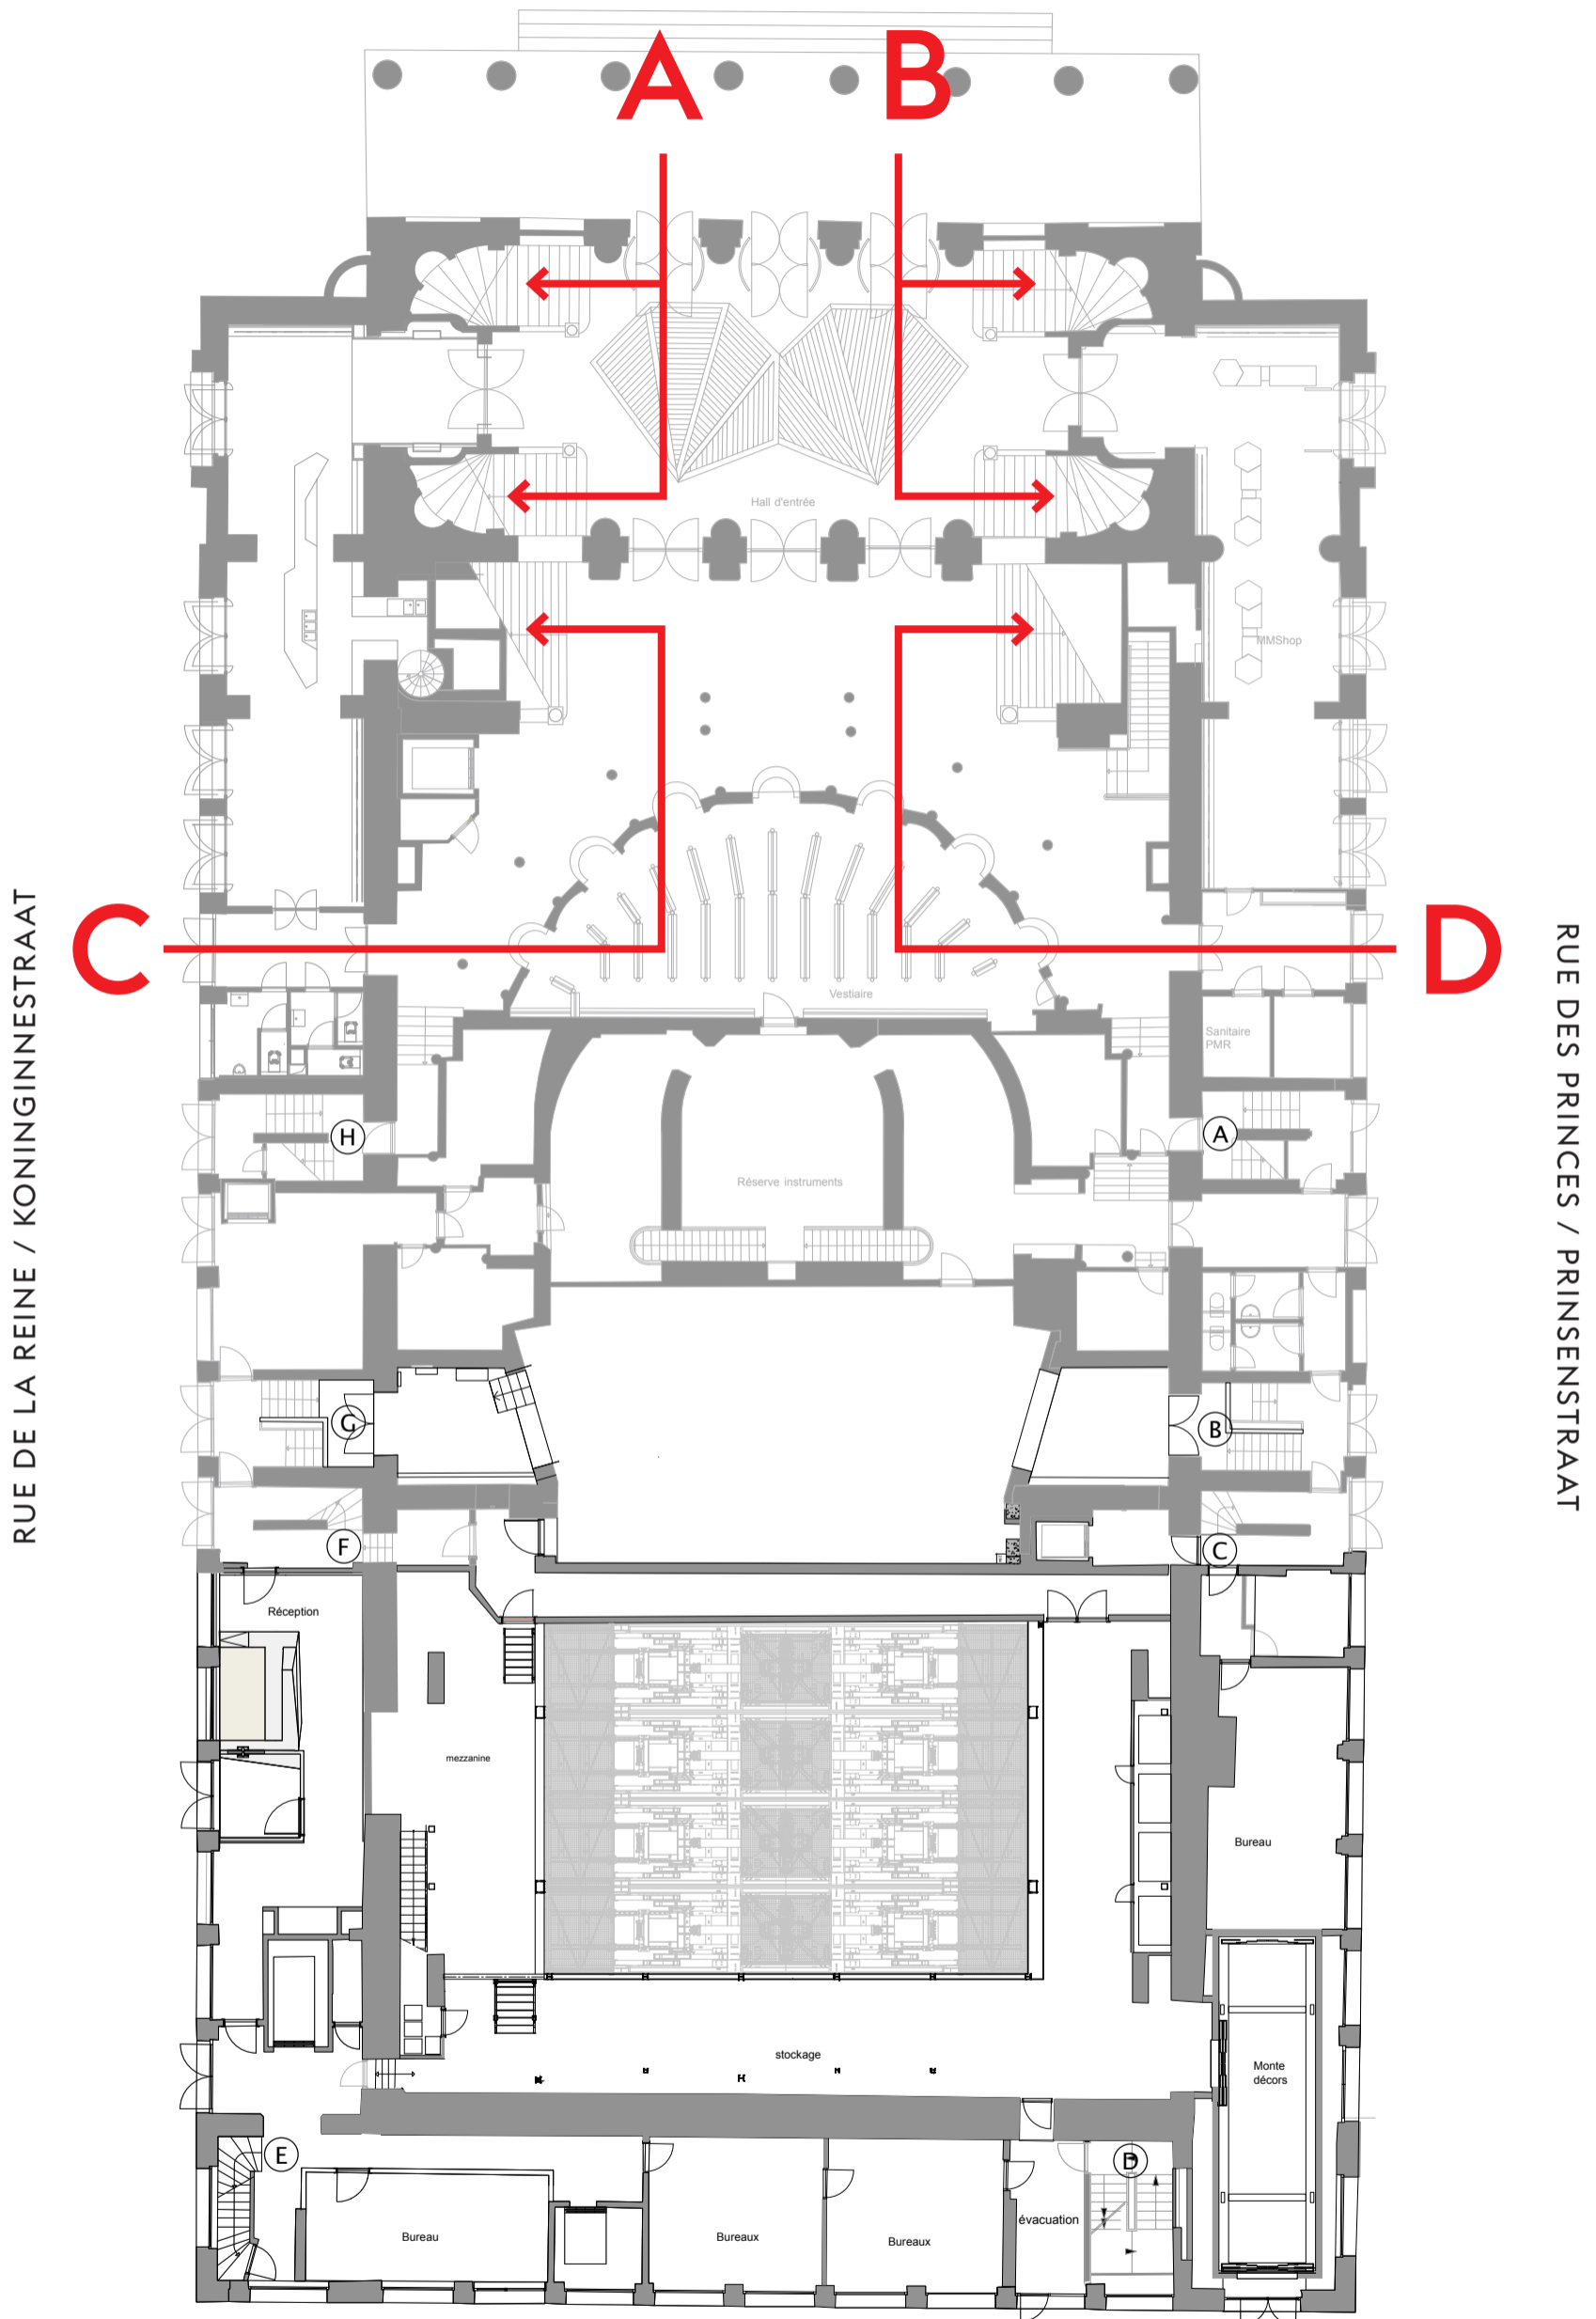 A
B
Hall d'entrée
MMShop
RUE DE LA REINE / KONINGINNESTRAAT
C
D
RUE DES PRINCES / PRINSENSTRAAT
Vestiaire
Sanitaire
PMR
H
A
Réserve instruments
G
B
F
C
Réception
mezzanine
Bureau
stockage
Monte
décors
E
D
évacuation
Bureau
Bureaux
Bureaux